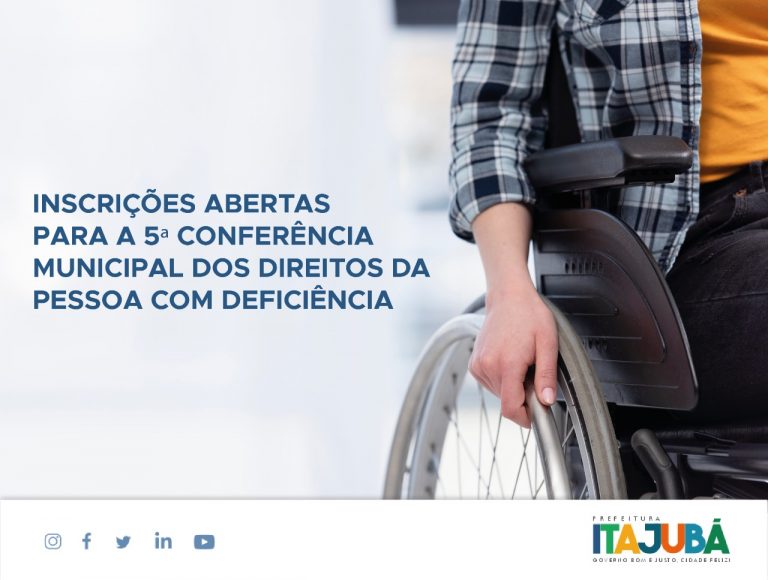 INSCRIÇÕES ABERTAS
PARA A 5ª CONFERÊNCIA
MUNICIPAL DOS DIREITOS DA
PESSOA COM DEFICIÊNCIA
PREFEITURA
ITAJUBÁ
GOVERNO BOM E JUSTO, CIDADE FELIZ!